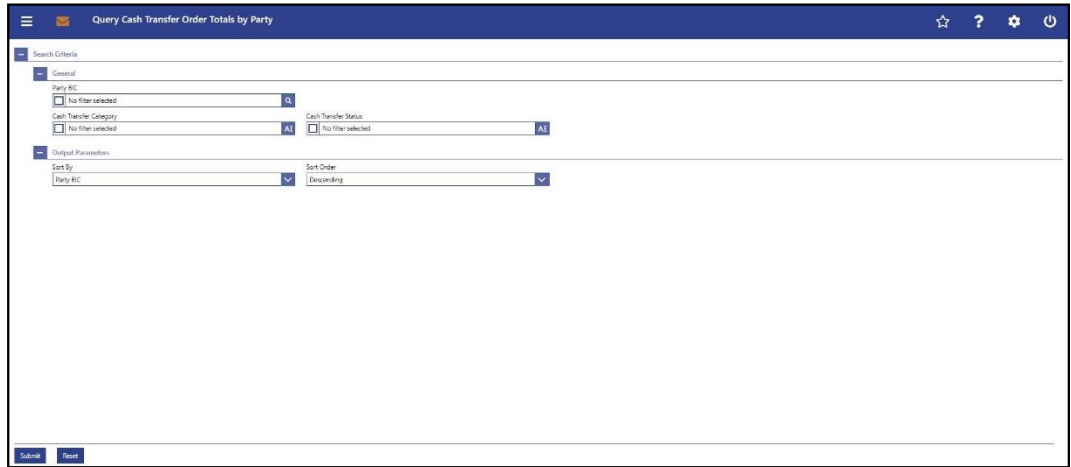 Query Cash Transfer Order Totals by Party
Search Criteria
General
Party BIC
No filter selected
Cash Transfer Category Cash Transfer Status
No filter selected No filter selected
Output Parameters
Sort By Sort Order
Party BIC Descending
Submit Reset